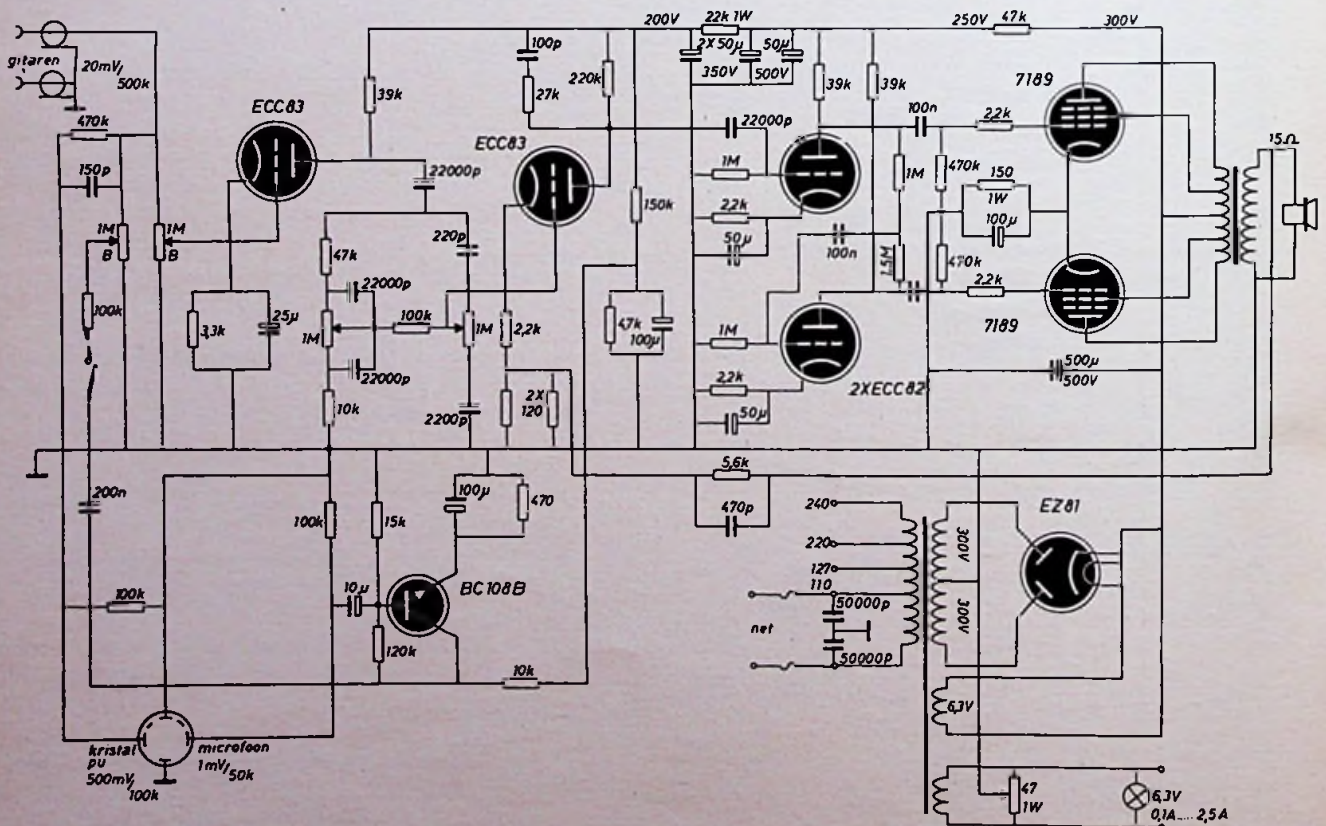 gitaren
20mV/
500k
470k
150p
1M
B
1M
B
100k
200n
100k
kristal
pu
500mV/
100k
microfoon
1mV/
50k
ECC83
3,3k
25µ
39k
22000p
47k
220p
22000p
1M
100k
1M
22000p
10k
2200p
100p
27k
220k
ECC83
2,2k
2X
120
150k
4,7k
100µ
100k
15k
100µ
470
10µ
BC108B
120k
10k
200V
22k 1W
250V
47k
300V
2X 50µ
50µ
350V
500V
39k
39k
22000p
1M
2,2k
50µ
100n
1M
2,2k
50µ
2XECC82
100n
1M
1,5M
470k
470k
2,2k
2,2k
150
1W
100µ
7189
7189
15Ω
500µ
500V
5,6k
470p
240
220
127
110
net
50000p
50000p
300V
300V
EZ81
6,3V
47
1W
6,3V
0,1A....2,5A